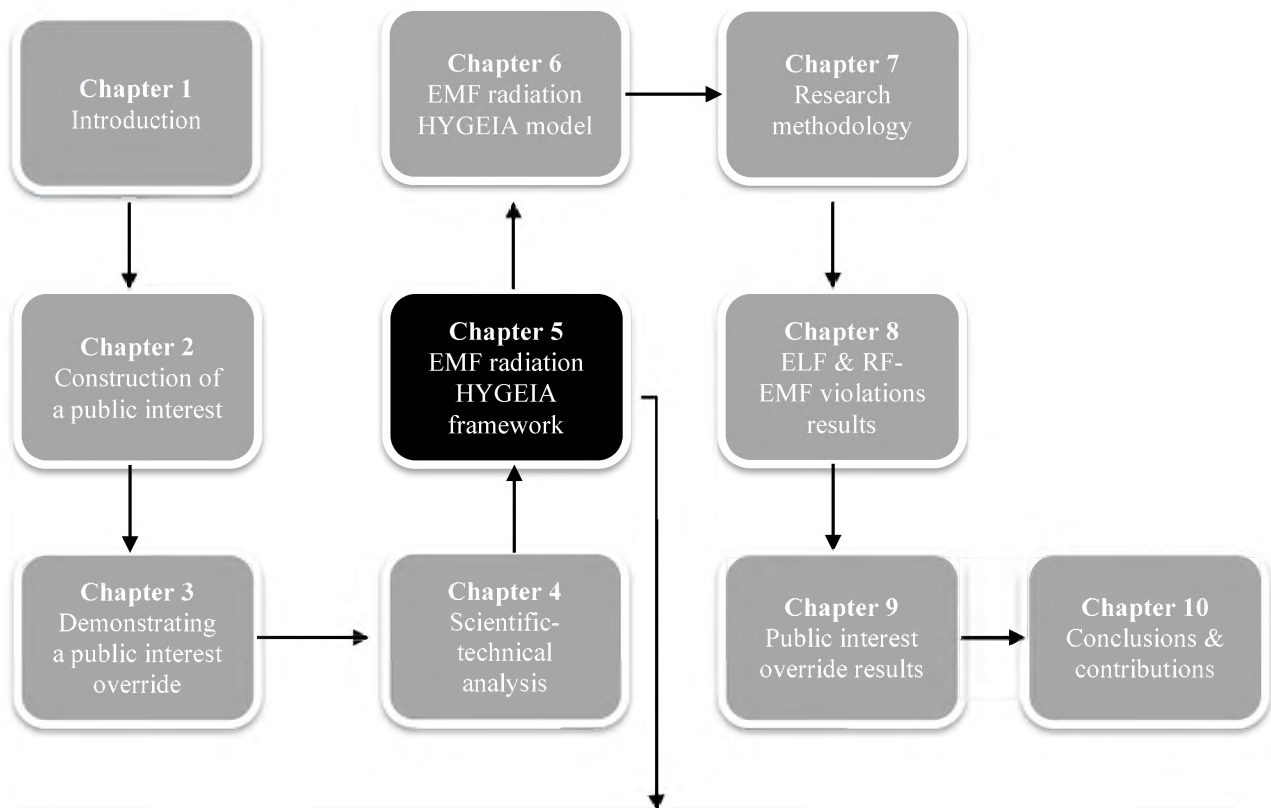 Chapter 1
Introduction
Chapter 2
Construction of
a public interest
Chapter 3
Demonstrating
a public interest
override
Chapter 4
Scientific-
technical
analysis
Chapter 5
EMF radiation
HYGEIA
framework
Chapter 6
EMF radiation
HYGEIA model
Chapter 7
Research
methodology
Chapter 8
ELF & RF-
EMF violations
results
Chapter 9
Public interest
override results
Chapter 10
Conclusions &
contributions